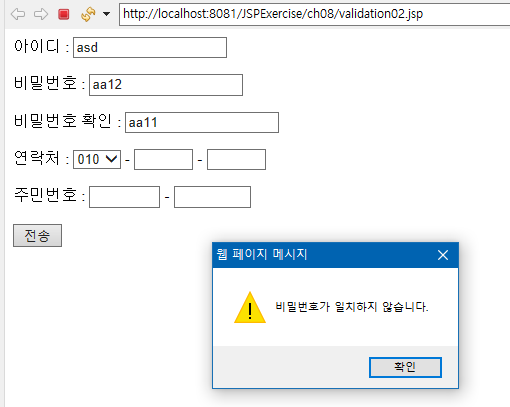 http://localhost:8081/JSPExercise/ch08/validation02.jsp
아이디 : asd
비밀번호 : aa12
비밀번호 확인 : aa11
연락처 : 010 - -
주민번호 : -
전송
웹 페이지 메시지
비밀번호가 일치하지 않습니다.
확인